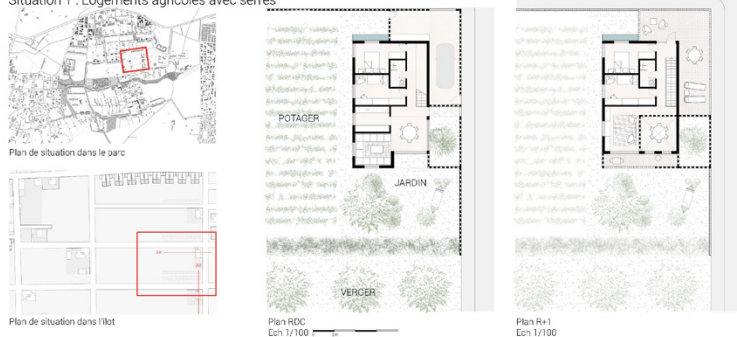 Situation 1 : Logements agricoles avec serres
Plan de situation dans le parc
Plan de situation dans l'îlot
POTAGER
JARDIN
VERGER
Plan RDC
Ech 1/100
Plan R+1
Ech 1/100